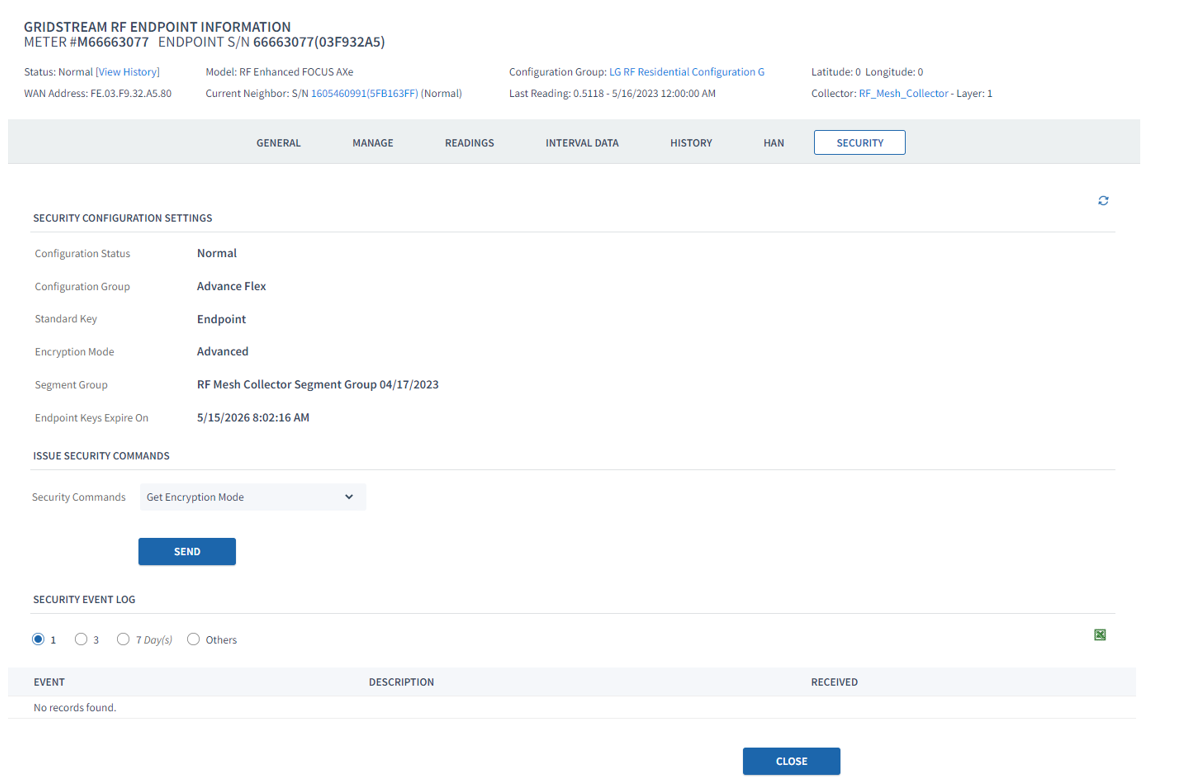 GRIDSTREAM RF ENDPOINT INFORMATION
METER #M66663077 ENDPOINT S/N 66663077(03F932A5)
Status: Normal [View History] Model: RF Enhanced FOCUS AXe Configuration Group: LG RF Residential Configuration G Latitude: 0 Longitude: 0
WAN Address: FE.03.F9.32.A5.80 Current Neighbor: S/N 1605460991(5FB163FF) (Normal) Last Reading: 0.5118 - 5/16/2023 12:00:00 AM Collector: RF_Mesh_Collector - Layer: 1
GENERAL MANAGE READINGS INTERVAL DATA HISTORY HAN SECURITY
SECURITY CONFIGURATION SETTINGS
Configuration Status Normal
Configuration Group Advance Flex
Standard Key Endpoint
Encryption Mode Advanced
Segment Group RF Mesh Collector Segment Group 04/17/2023
Endpoint Keys Expire On 5/15/2026 8:02:16 AM
ISSUE SECURITY COMMANDS
Security Commands Get Encryption Mode
SEND
SECURITY EVENT LOG
1 3 7 Day(s) Others
EVENT DESCRIPTION RECEIVED
No records found.
CLOSE